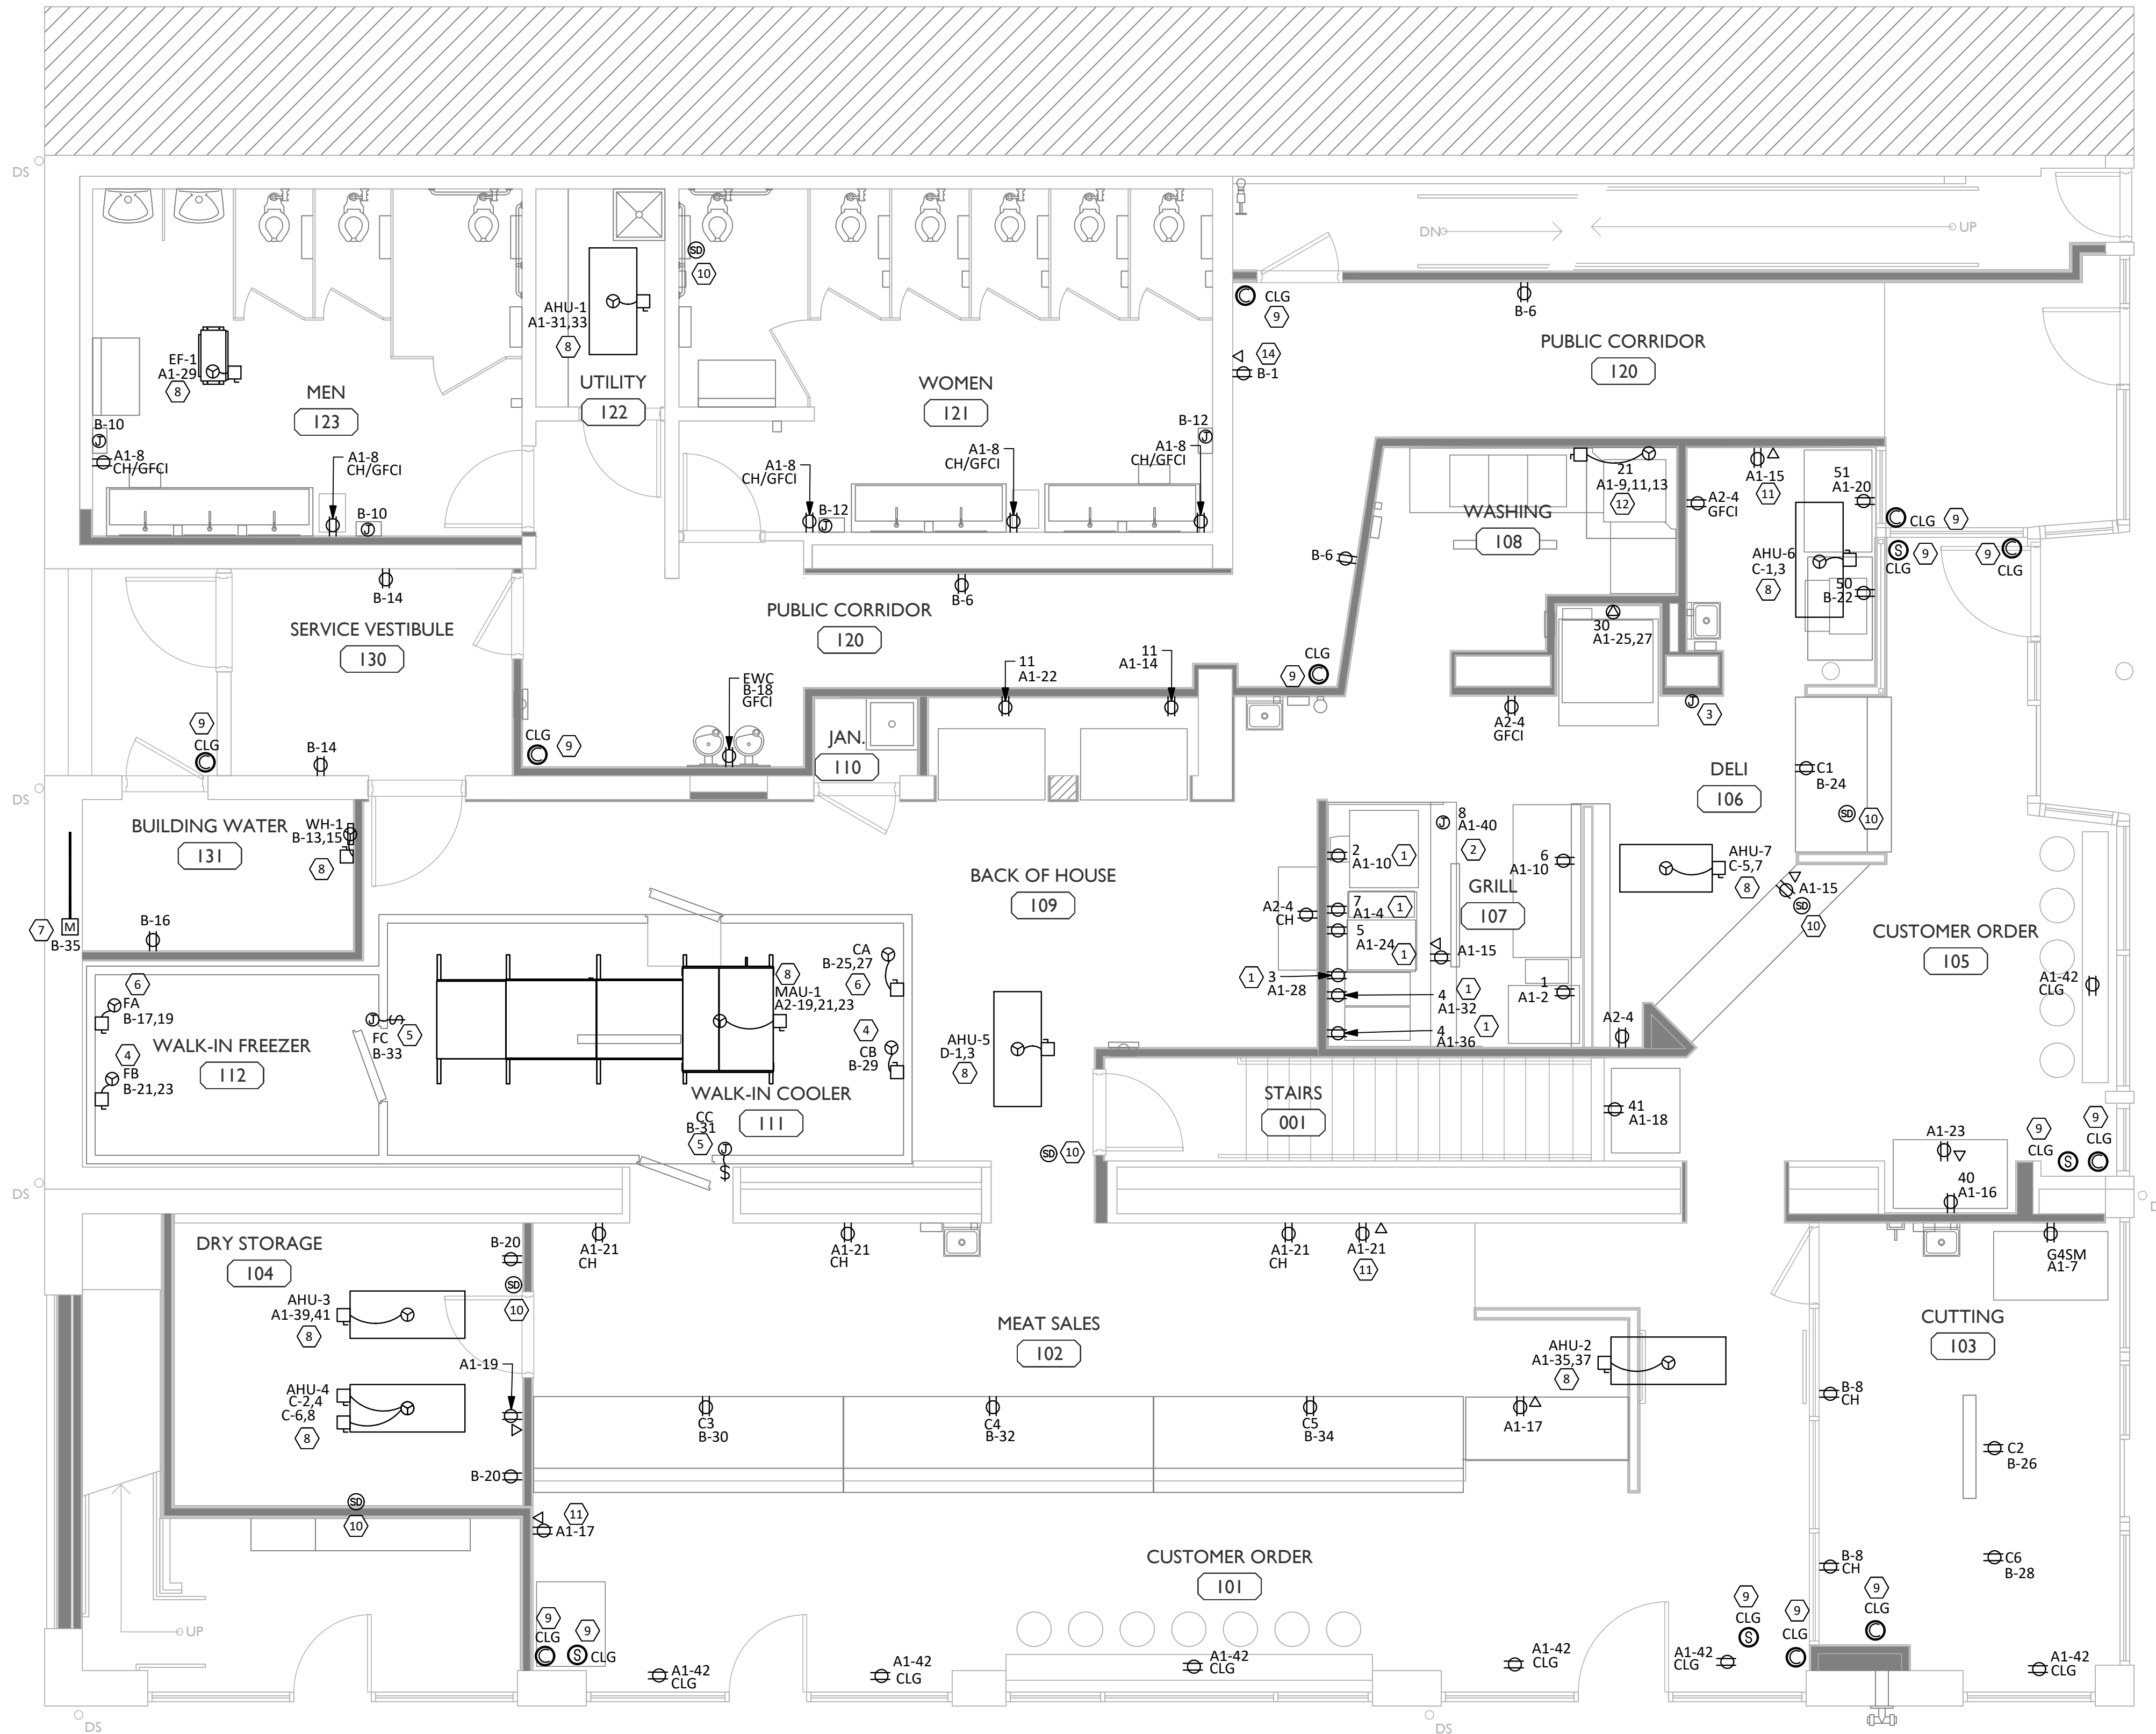 DS
DN
UP
SD
10
AHU-1
A1-31,33
8
CLG
9
B-6
PUBLIC CORRIDOR
120
14
B-1
EF-1
A1-29
8
MEN
123
UTILITY
122
WOMEN
121
B-10
A1-8
CH/GFCI
A1-8
CH/GFCI
B-10
J
J
A1-8
CH/GFCI
B-12
J
A1-8
CH/GFCI
A1-8
CH/GFCI
B-12
J
21
A1-9,11,13
12
WASHING
108
A1-15
11
A2-4
GFCI
51
A1-20
CLG
9
S
9
CLG
9
CLG
AHU-6
C-1,3
8
50
B-22
B-6
B-14
B-6
SERVICE VESTIBULE
130
PUBLIC CORRIDOR
120
30
A1-25,27
11
A1-22
11
A1-14
CLG
9
EWC
B-18
GFCI
J
3
A2-4
GFCI
9
CLG
B-14
CLG
9
JAN.
110
DELI
106
C1
B-24
SD
10
DS
BUILDING WATER
131
WH-1
B-13,15
8
8
A1-40
J
2
2
A1-10
1
6
A1-10
GRILL
107
AHU-7
C-5,7
8
A1-15
SD
10
BACK OF HOUSE
109
7
A1-4
1
A2-4
CH
5
A1-24
1
A1-15
CUSTOMER ORDER
105
7
M
B-35
B-16
CA
B-25,27
6
8
MAU-1
A2-19,21,23
1
3
A1-28
4
A1-32
1
1
A1-2
A1-42
CLG
6
FA
B-17,19
J
S
FC
B-33
5
4
CB
B-29
AHU-5
D-1,3
8
4
A1-36
1
A2-4
WALK-IN FREEZER
112
4
FB
B-21,23
WALK-IN COOLER
111
STAIRS
001
41
A1-18
CC
B-31
5
J
$
SD
10
A1-23
9
CLG
S
9
CLG
DS
40
A1-16
DRY STORAGE
104
B-20
SD
10
A1-21
CH
A1-21
CH
A1-21
CH
A1-21
11
G4SM
A1-7
AHU-3
A1-39,41
8
MEAT SALES
102
CUTTING
103
AHU-2
A1-35,37
8
A1-19
AHU-4
C-2,4
C-6,8
8
B-8
CH
C3
B-30
C4
B-32
C5
B-34
A1-17
C2
B-26
B-20
SD
10
11
A1-17
CUSTOMER ORDER
101
B-8
CH
C6
B-28
9
CLG
9
S
CLG
9
CLG
S
9
CLG
9
CLG
UP
A1-42
CLG
A1-42
CLG
A1-42
CLG
A1-42
CLG
A1-42
CLG
A1-42
CLG
DS
DS